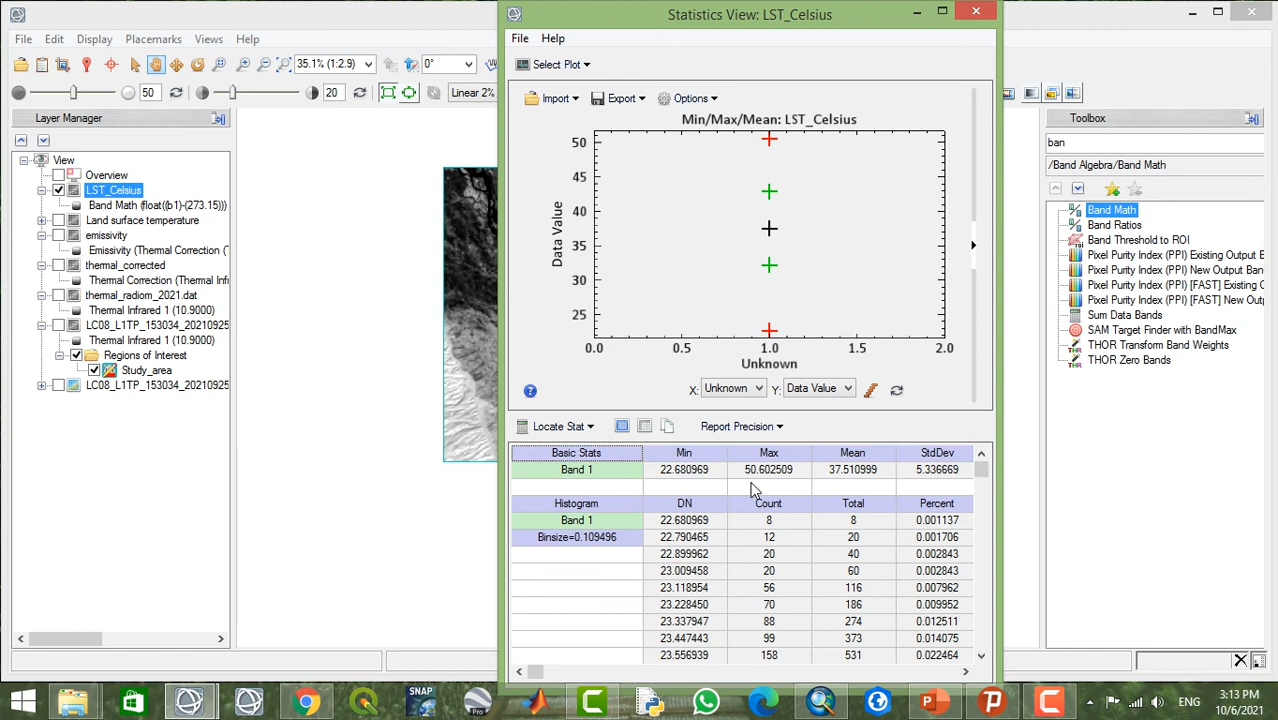 Statistics View: LST_Celsius
File Edit Display Placemarks Views Help
File Help
35.1% (1:2.9) 0°
Select Plot
50 20 Linear 2%
Import Export Options
Layer Manager
Toolbox
Min/Max/Mean: LST_Celsius
ban
/Band Algebra/Band Math
View
Overview
LST_Celsius
Band Math (float((b1)-(273.15)))
Land surface temperature
emissivity
Emissivity (Thermal Correction (T
thermal_corrected
Thermal Correction (Thermal Inf
thermal_radiom_2021.dat
Thermal Infrared 1 (10.9000)
LC08_L1TP_153034_20210925
Thermal Infrared 1 (10.9000)
Regions of Interest
Study_area
LC08_L1TP_153034_20210925
50
45
40
35
30
25
Data Value
0.0 0.5 1.0 1.5 2.0
Unknown
X: Unknown Y: Data Value
Band Math
Band Ratios
Band Threshold to ROI
Pixel Purity Index (PPI) Existing Output B
Pixel Purity Index (PPI) New Output Ban
Pixel Purity Index (PPI) [FAST] Existing
Pixel Purity Index (PPI) [FAST] New Outp
Sum Data Bands
SAM Target Finder with BandMax
THOR Transform Band Weights
THOR Zero Bands
Locate Stat Report Precision
Basic Stats Min Max Mean StdDev
Band 1 22.680969 50.602509 37.510999 5.336669
Histogram DN Count Total Percent
Band 1 22.680969 8 8 0.001137
Binsize=0.109496 22.790465 12 20 0.001706
22.899962 20 40 0.002843
23.009458 20 60 0.002843
23.118954 56 116 0.007962
23.228450 70 186 0.009952
23.337947 88 274 0.012511
23.447443 99 373 0.014075
23.556939 158 531 0.022464
SNAP
Pro
ENG
3:13 PM
10/6/2021